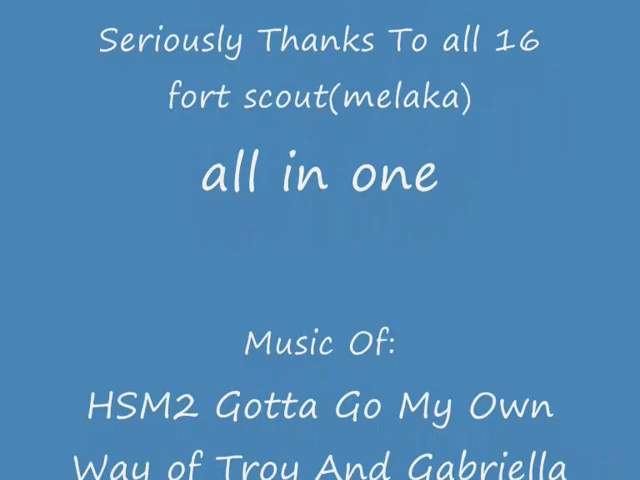 Seriously Thanks To all 16
fort scout(melaka)
all in one
Music Of:
HSM2 Gotta Go My Own
Way of Troy And Gabriella